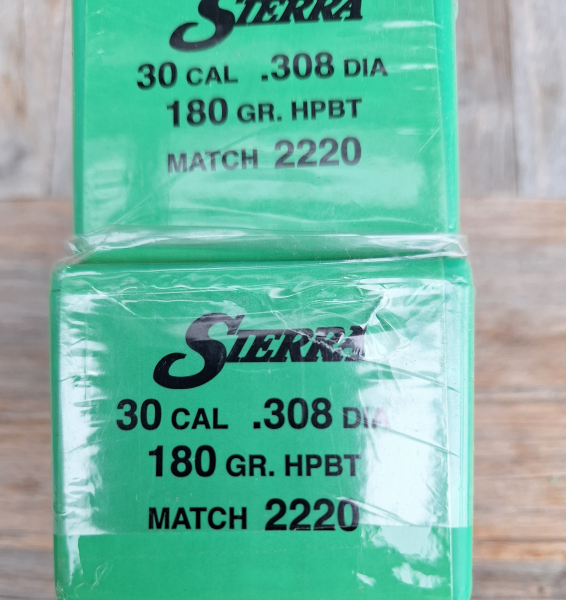 SIERRA
30 CAL .308 DIA
180 GR. HPBT
MATCH 2220
SIERRA
30 CAL .308 DIA
180 GR. HPBT
MATCH 2220